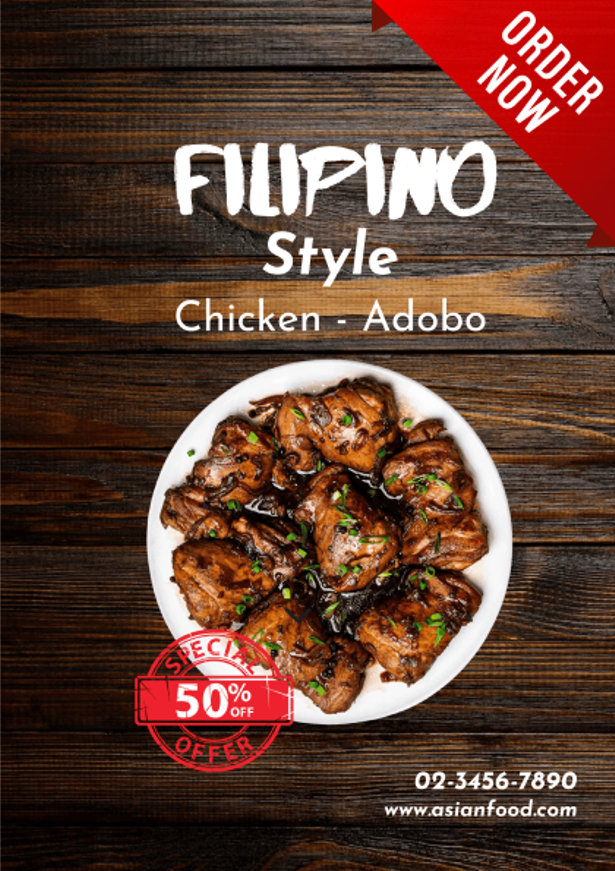 ORDER
NOW
FILIPINO
Style
Chicken - Adobo
SPECIAL
50%
OFF
OFFER
02-3456-7890
www.asianfood.com